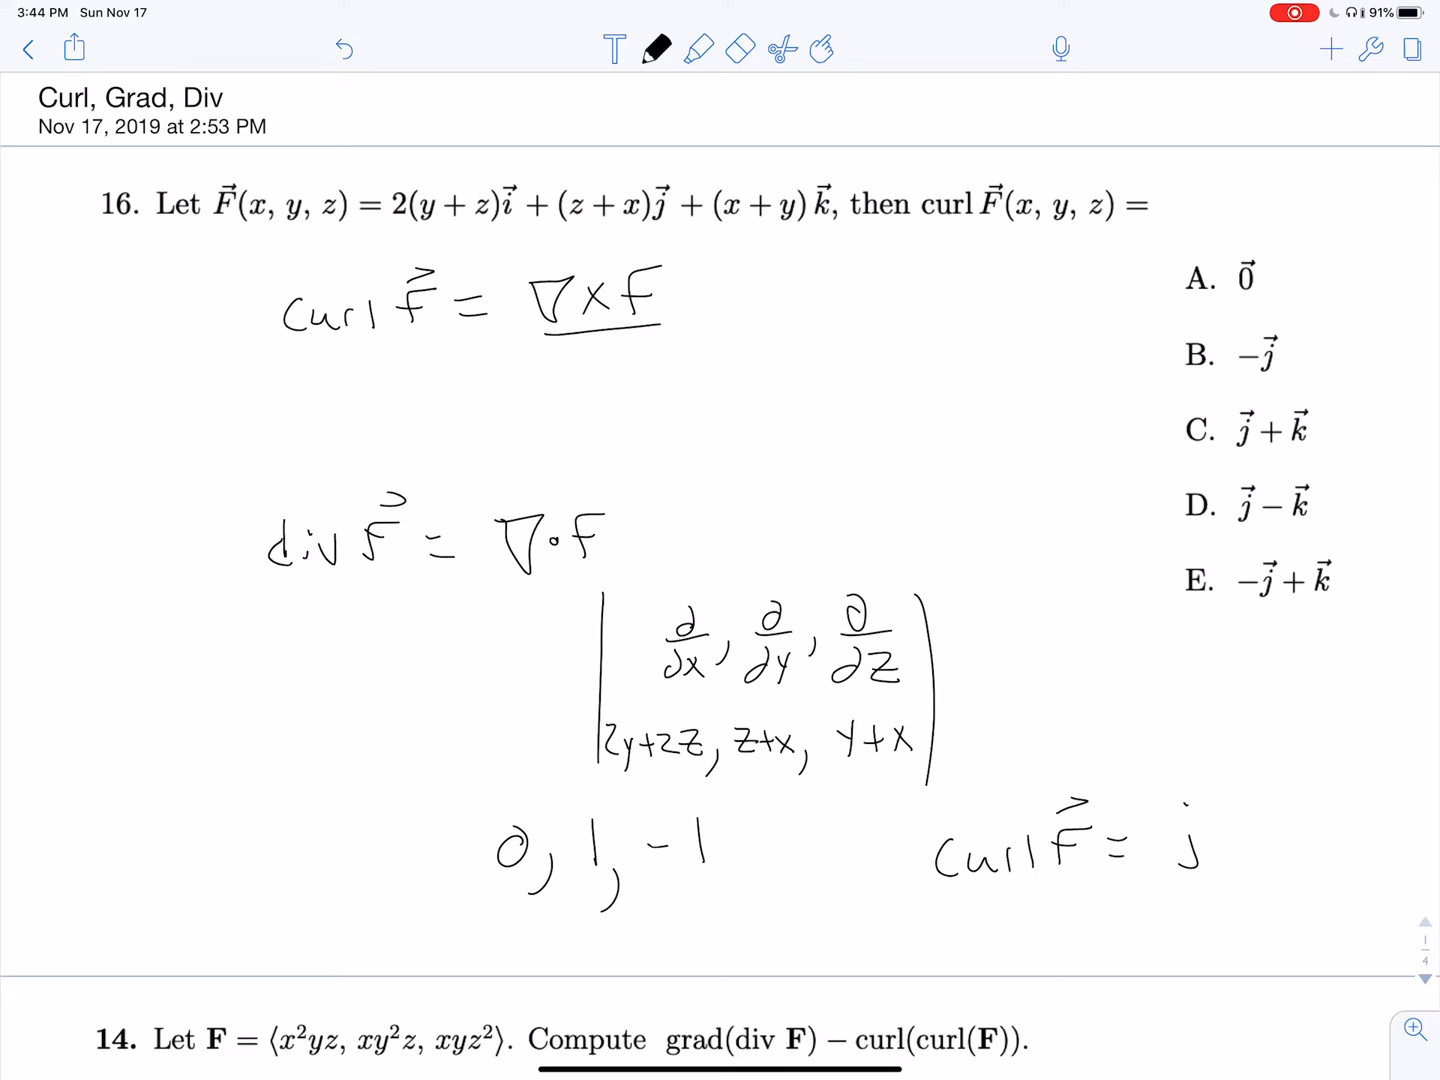 3:44 PM Sun Nov 17
91%
T
Curl, Grad, Div
Nov 17, 2019 at 2:53 PM
16. Let F⃗(x, y, z) = 2(y + z)i⃗ + (z + x)j⃗ + (x + y)k⃗, then curl F⃗(x, y, z) =
A. 0⃗
curl F⃗ = ∇×F
B. −j⃗
C. j⃗ + k⃗
D. j⃗ − k⃗
div F⃗ = ∇·F
E. −j⃗ + k⃗
| ∂/∂x, ∂/∂y, ∂/∂z |
| 2y+2z, z+x, y+x |
0, 1, -1
curl F⃗ = j
1/4
14. Let F = ⟨x²yz, xy²z, xyz²⟩. Compute grad(div F) − curl(curl(F)).